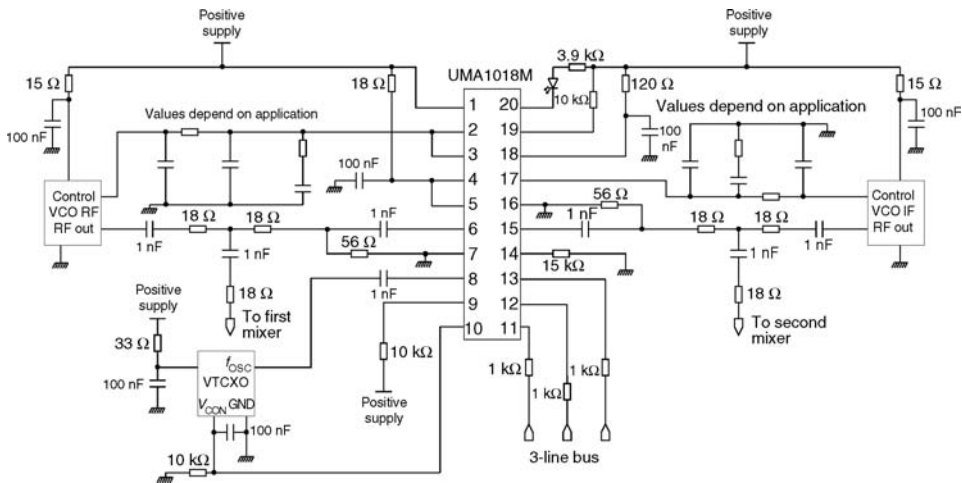 Positive
supply
Positive
supply
15 Ω
18 Ω
UMA1018M
3.9 kΩ
10 kΩ
120 Ω
15 Ω
100 nF
Values depend on application
Values depend on application
100
nF
100 nF
1
2
3
4
5
6
7
8
9
10
20
19
18
17
16
15
14
13
12
11
100 nF
Control
VCO RF
RF out
18 Ω
18 Ω
1 nF
1 nF
1 nF
56 Ω
56 Ω
1 nF
18 Ω
18 Ω
Control
VCO IF
RF out
1 nF
1 nF
15 kΩ
1 nF
18 Ω
To first
mixer
18 Ω
To second
mixer
Positive
supply
33 Ω
100 nF
fOSC
VTCXO
VCON GND
100 nF
10 kΩ
10 kΩ
Positive
supply
1 kΩ
1 kΩ
1 kΩ
3-line bus